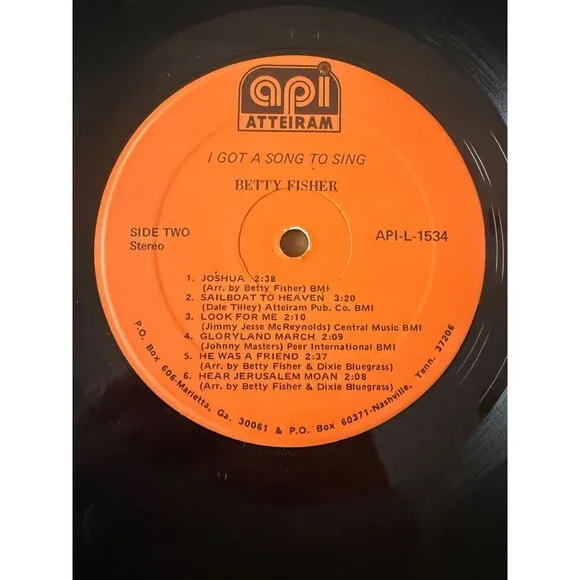 api®
ATTEIRAM
I GOT A SONG TO SING
BETTY FISHER
SIDE TWO
Stereo
API-L-1534
1. JOSHUA 2:38
(Arr. by Betty Fisher) BMI
2. SAILBOAT TO HEAVEN 3:20
(Dale Tilley) Atteiram Pub. Co. BMI
3. LOOK FOR ME 2:10
(Jimmy Jesse McReynolds) Central Music BMI
4. GLORYLAND MARCH 2:09
(Johnny Masters) Peer International BMI
5. HE WAS A FRIEND 2:37
(Arr. by Betty Fisher & Dixie Bluegrass)
6. HEAR JERUSALEM MOAN 2:08
(Arr. by Betty Fisher & Dixie Bluegrass)
P.O. Box 606-Marietta, Ga. 30061 & P.O. Box 60371-Nashville, Tenn. 37206